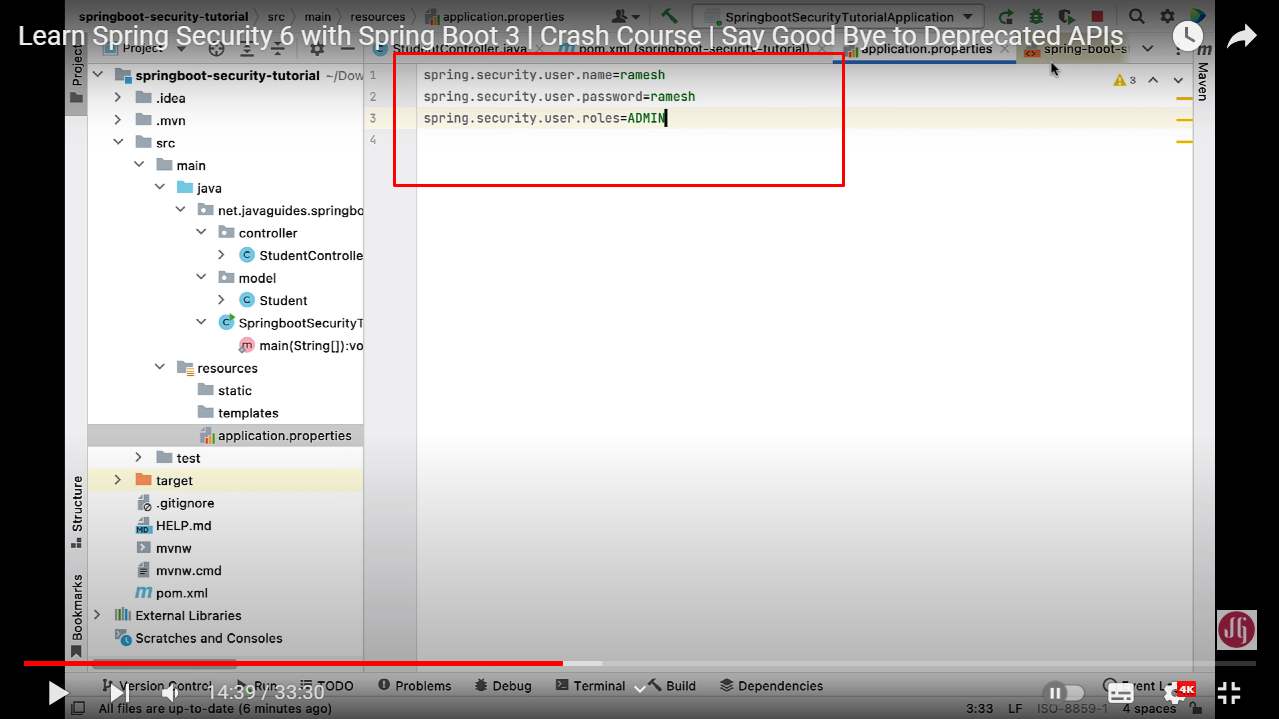 springboot-security-tutorial src main resources application.properties SpringbootSecurityTutorialApplication
Learn Spring Security 6 with Spring Boot 3 | Crash Course | Say Good Bye to Deprecated APIs
Project StudentController.java pom.xml (springboot-security-tutorial) application.properties spring-boot-s
Project
Maven
springboot-security-tutorial ~/Dow
.idea
.mvn
src
main
java
net.javaguides.springbo
controller
StudentControlle
model
Student
SpringbootSecurityT
main(String[]):vo
resources
static
templates
application.properties
test
target
.gitignore
HELP.md
mvnw
mvnw.cmd
pom.xml
External Libraries
Scratches and Consoles
Structure
Bookmarks
1 spring.security.user.name=ramesh
2 spring.security.user.password=ramesh
3 spring.security.user.roles=ADMIN
4
3
JG
Version Control Run TODO Problems Debug Terminal Build Dependencies Event L
14:39 / 33:30
4K
All files are up-to-date (6 minutes ago) 3:33 LF ISO-8859-1 4 spaces